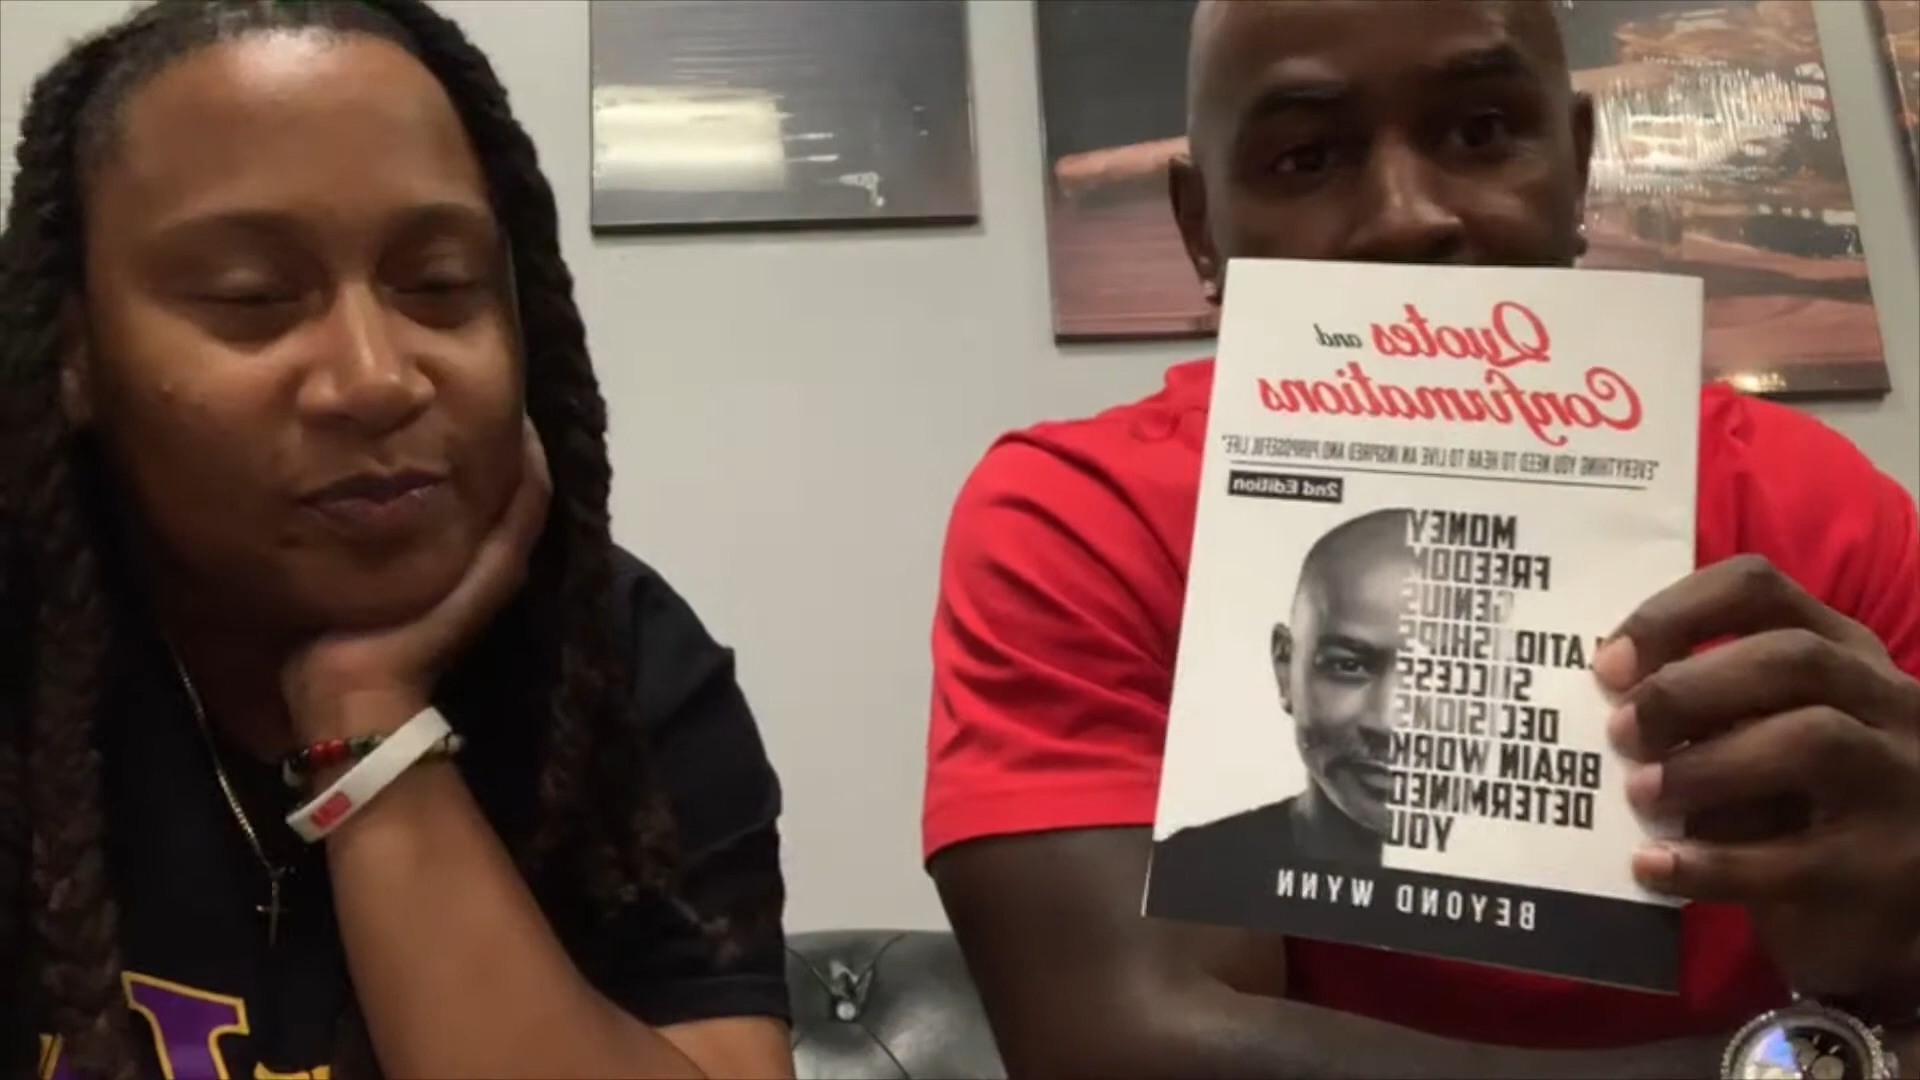 Quotes and
Confirmations
"EVERYTHING YOU NEED TO HEAR TO LIVE AN INSPIRED AND PURPOSEFUL LIFE"
2nd Edition
MONEY
FREEDOM
GENIUS
SUCCESS
DECISIONS
BRAIN WORK
DETERMINED
YOU
BEYOND WYNN